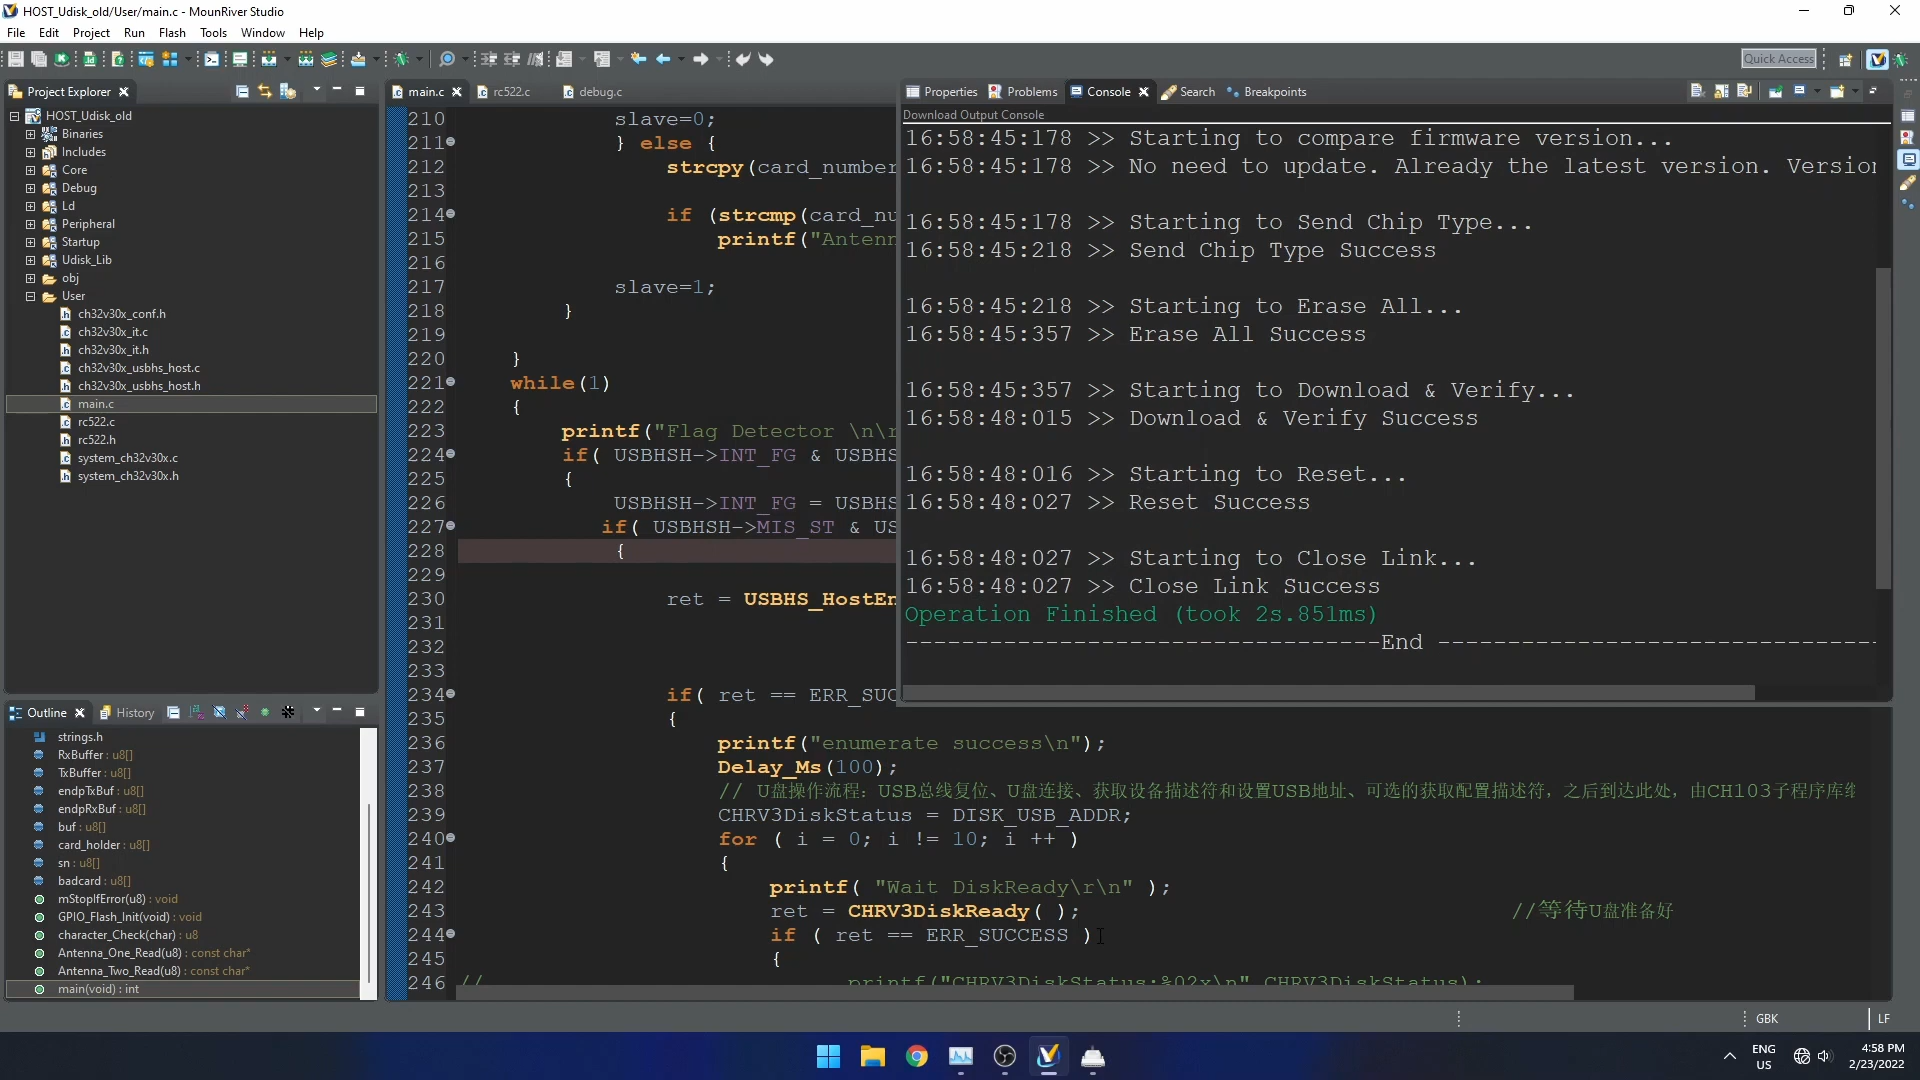 HOST_Udisk_old/User/main.c - MounRiver Studio
File Edit Project Run Flash Tools Window Help
Quick Access
Project Explorer
HOST_Udisk_old
Binaries
Includes
Core
Debug
Ld
Peripheral
Startup
Udisk_Lib
obj
User
ch32v30x_conf.h
ch32v30x_it.c
ch32v30x_it.h
ch32v30x_usbhs_host.c
ch32v30x_usbhs_host.h
main.c
rc522.c
rc522.h
system_ch32v30x.c
system_ch32v30x.h
Outline History
strings.h
RxBuffer : u8[]
TxBuffer : u8[]
endpTxBuf : u8[]
endpRxBuf : u8[]
buf : u8[]
card_holder : u8[]
sn : u8[]
badcard : u8[]
mStopIfError(u8) : void
GPIO_Flash_Init(void) : void
character_Check(char) : u8
Antenna_One_Read(u8) : const char*
Antenna_Two_Read(u8) : const char*
main(void) : int
main.c rc522.c debug.c
210 slave=0;
211 } else {
212 strcpy(card_number
213
214 if (strcmp(card_nu
215 printf("Antenn
216
217 slave=1;
218 }
219
220 }
221 while(1)
222 {
223 printf("Flag Detector \n\r
224 if( USBHSH->INT_FG & USBHS
225 {
226 USBHSH->INT_FG = USBHS
227 if( USBHSH->MIS_ST & US
228 {
229
230 ret = USBHS_HostEn
231
232
233
234 if( ret == ERR_SUC
235 {
236 printf("enumerate success\n");
237 Delay_Ms(100);
238 // U盘操作流程：USB总线复位、U盘连接、获取设备描述符和设置USB地址、可选的获取配置描述符，之后到达此处，由CH103子程序库
239 CHRV3DiskStatus = DISK_USB_ADDR;
240 for ( i = 0; i != 10; i ++ )
241 {
242 printf( "Wait DiskReady\r\n" );
243 ret = CHRV3DiskReady( ); //等待U盘准备好
244 if ( ret == ERR_SUCCESS )
245 {
246 // printf("CHRV3DiskStatus:%02x\n",CHRV3DiskStatus);
Properties Problems Console Search Breakpoints
Download Output Console
16:58:45:178 >> Starting to compare firmware version...
16:58:45:178 >> No need to update. Already the latest version. Version
16:58:45:178 >> Starting to Send Chip Type...
16:58:45:218 >> Send Chip Type Success
16:58:45:218 >> Starting to Erase All...
16:58:45:357 >> Erase All Success
16:58:45:357 >> Starting to Download & Verify...
16:58:48:015 >> Download & Verify Success
16:58:48:016 >> Starting to Reset...
16:58:48:027 >> Reset Success
16:58:48:027 >> Starting to Close Link...
16:58:48:027 >> Close Link Success
Operation Finished (took 2s.851ms)
----------------------------------End --------------------------------
GBK LF
ENG
US
4:58 PM
2/23/2022